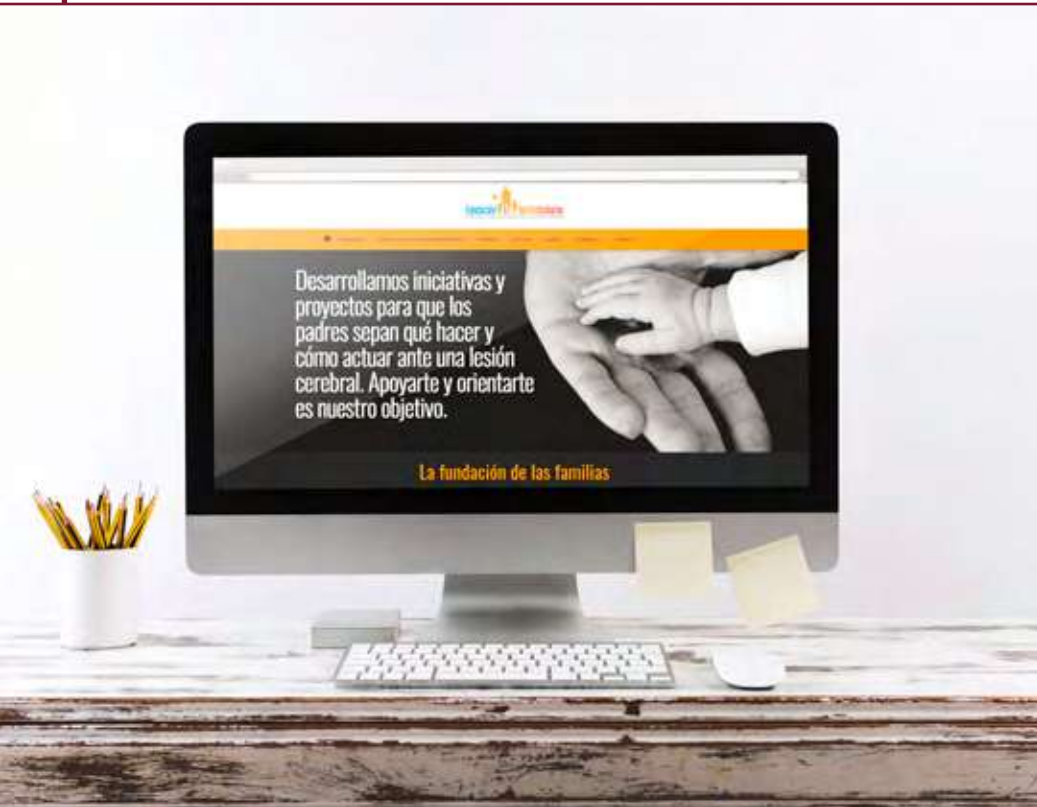 Desarrollamos iniciativas y
proyectos para que los
padres sepan qué hacer y
cómo actuar ante una lesión
cerebral. Apoyarte y orientarte
es nuestro objetivo.
La fundación de las familias